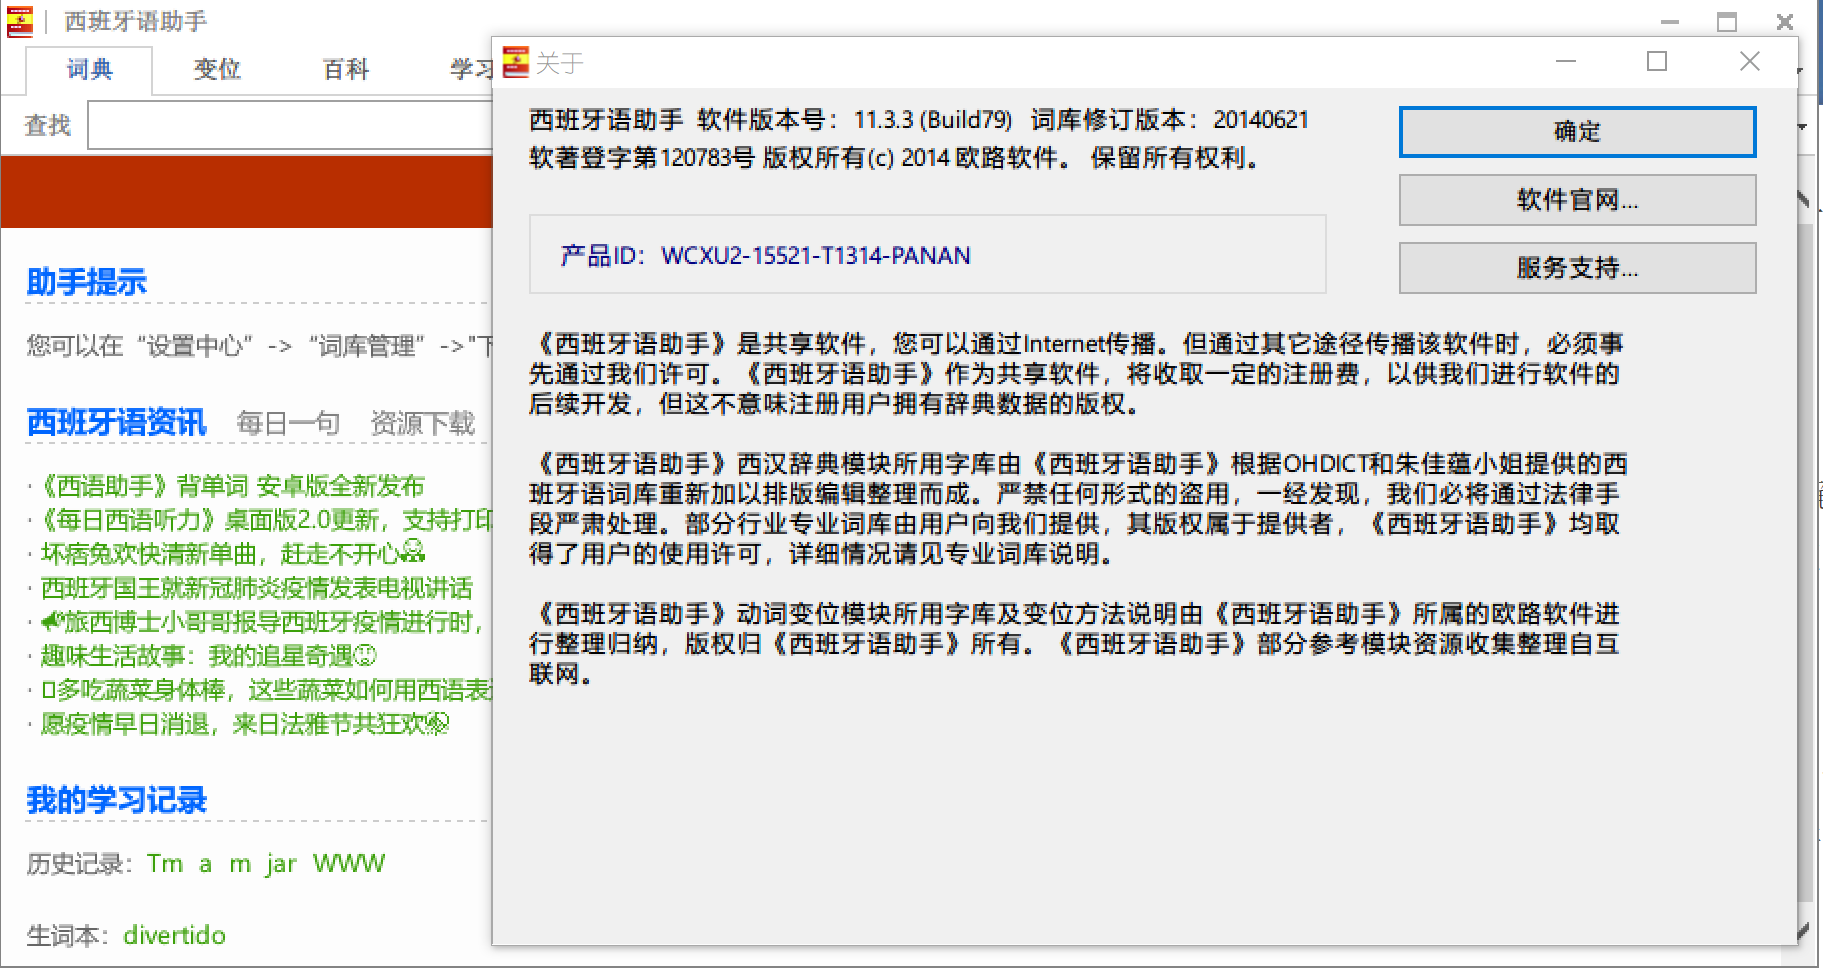 西班牙语助手
词典 变位 百科 学习
查找
助手提示
您可以在“设置中心”->“词库管理”->"下
西班牙语资讯 每日一句 资源下载
·《西语助手》背单词 安卓版全新发布
·《每日西语听力》桌面版2.0更新，支持打印
· 坏痞兔欢快清新单曲，赶走不开心
· 西班牙国王就新冠肺炎疫情发表电视讲话
· 旅西博士小哥哥报导西班牙疫情进行时，
· 趣味生活故事：我的追星奇遇
· 多吃蔬菜身体棒，这些蔬菜如何用西语表
· 愿疫情早日消退，来日法雅节共狂欢
我的学习记录
历史记录：Tm a m jar WWW
生词本：divertido
关于
西班牙语助手 软件版本号：11.3.3 (Build79) 词库修订版本：20140621
软著登字第120783号 版权所有(c) 2014 欧路软件。 保留所有权利。
产品ID：WCXU2-15521-T1314-PANAN
确定
软件官网...
服务支持...
《西班牙语助手》是共享软件，您可以通过Internet传播。但通过其它途径传播该软件时，必须事
先通过我们许可。《西班牙语助手》作为共享软件，将收取一定的注册费，以供我们进行软件的
后续开发，但这不意味注册用户拥有辞典数据的版权。
《西班牙语助手》西汉辞典模块所用字库由《西班牙语助手》根据OHDICT和朱佳蕴小姐提供的西
班牙语词库重新加以排版编辑整理而成。严禁任何形式的盗用，一经发现，我们必将通过法律手
段严肃处理。部分行业专业词库由用户向我们提供，其版权属于提供者，《西班牙语助手》均取
得了用户的使用许可，详细情况请见专业词库说明。
《西班牙语助手》动词变位模块所用字库及变位方法说明由《西班牙语助手》所属的欧路软件进
行整理归纳，版权归《西班牙语助手》所有。《西班牙语助手》部分参考模块资源收集整理自互
联网。